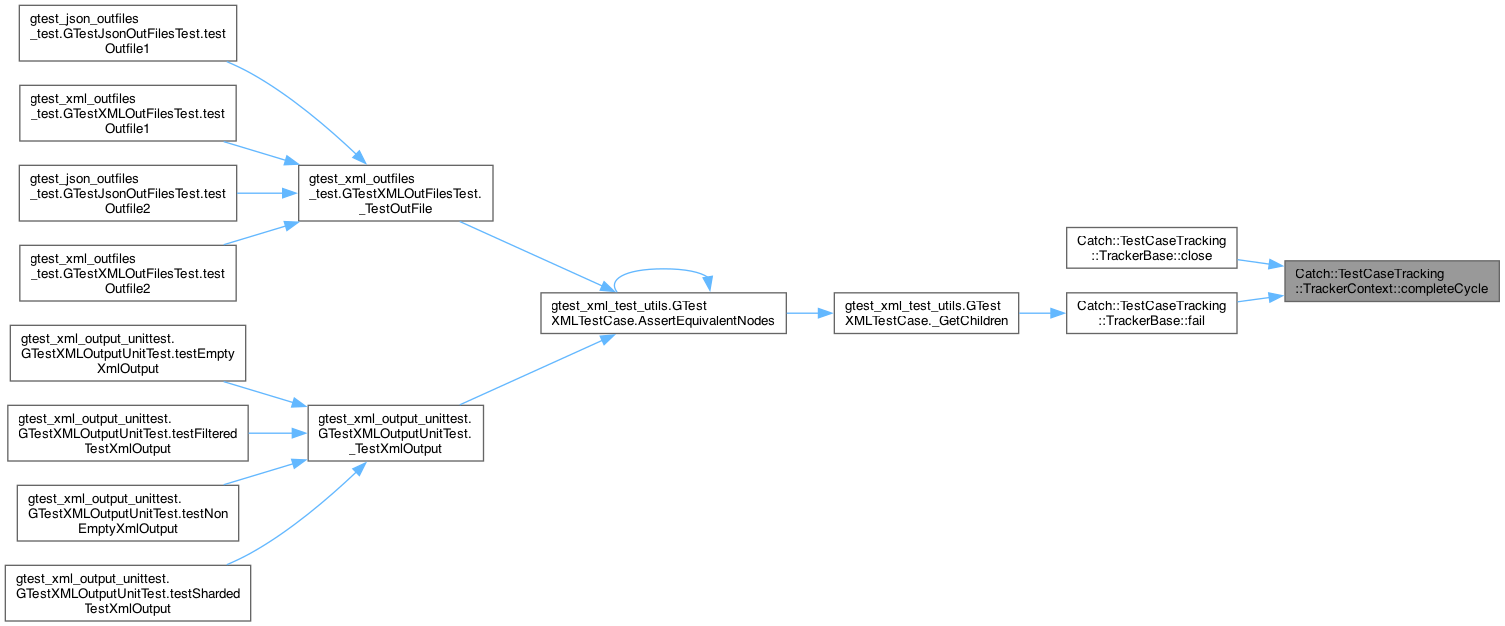 gtest_json_outfiles
_test.GTestJsonOutFilesTest.test
Outfile1
gtest_xml_outfiles
_test.GTestXMLOutFilesTest.test
Outfile1
gtest_json_outfiles
_test.GTestJsonOutFilesTest.test
Outfile2
gtest_xml_outfiles
_test.GTestXMLOutFilesTest.test
Outfile2
gtest_xml_output_unittest.
GTestXMLOutputUnitTest.testEmpty
XmlOutput
gtest_xml_output_unittest.
GTestXMLOutputUnitTest.testFiltered
TestXmlOutput
gtest_xml_output_unittest.
GTestXMLOutputUnitTest.testNon
EmptyXmlOutput
gtest_xml_output_unittest.
GTestXMLOutputUnitTest.testSharded
TestXmlOutput
gtest_xml_outfiles
_test.GTestXMLOutFilesTest.
_TestOutFile
gtest_xml_output_unittest.
GTestXMLOutputUnitTest.
_TestXmlOutput
gtest_xml_test_utils.GTest
XMLTestCase.AssertEquivalentNodes
gtest_xml_test_utils.GTest
XMLTestCase._GetChildren
Catch::TestCaseTracking
::TrackerBase::close
Catch::TestCaseTracking
::TrackerBase::fail
Catch::TestCaseTracking
::TrackerContext::completeCycle